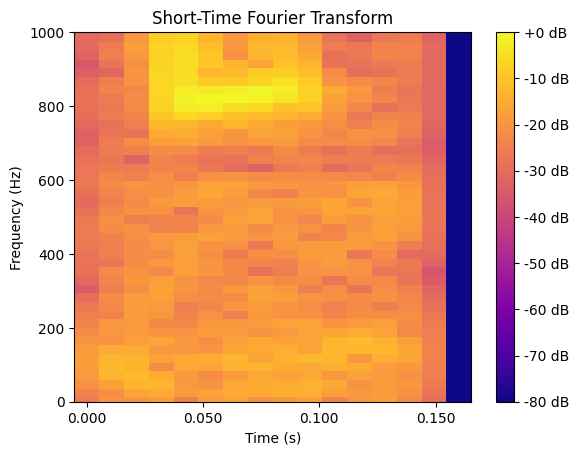 Short-Time Fourier Transform
1000
800
600
400
200
0
Frequency (Hz)
0.000
0.050
0.100
0.150
Time (s)
+0 dB
-10 dB
-20 dB
-30 dB
-40 dB
-50 dB
-60 dB
-70 dB
-80 dB